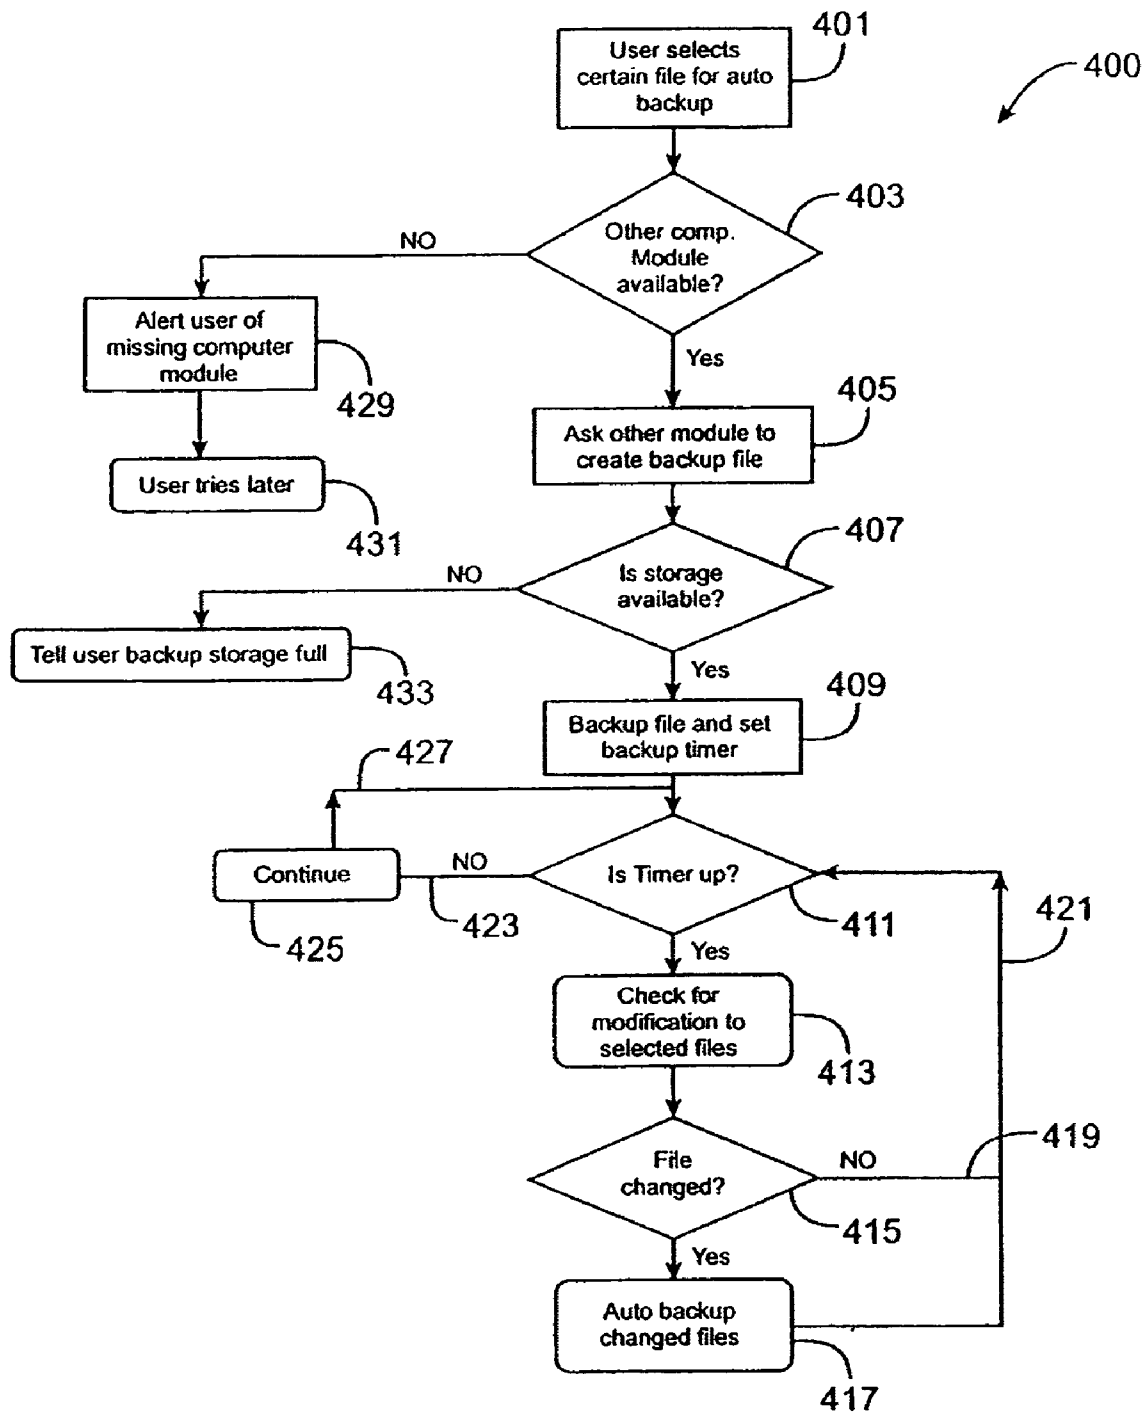 User selects
certain file for auto
backup
401
400
Other comp.
Module
available?
403
NO
Yes
Alert user of
missing computer
module
429
User tries later
431
Ask other module to
create backup file
405
Is storage
available?
407
NO
Yes
Tell user backup storage full
433
Backup file and set
backup timer
409
427
Is Timer up?
411
NO
423
Continue
425
Yes
421
Check for
modification to
selected files
413
File
changed?
415
NO
419
Yes
Auto backup
changed files
417